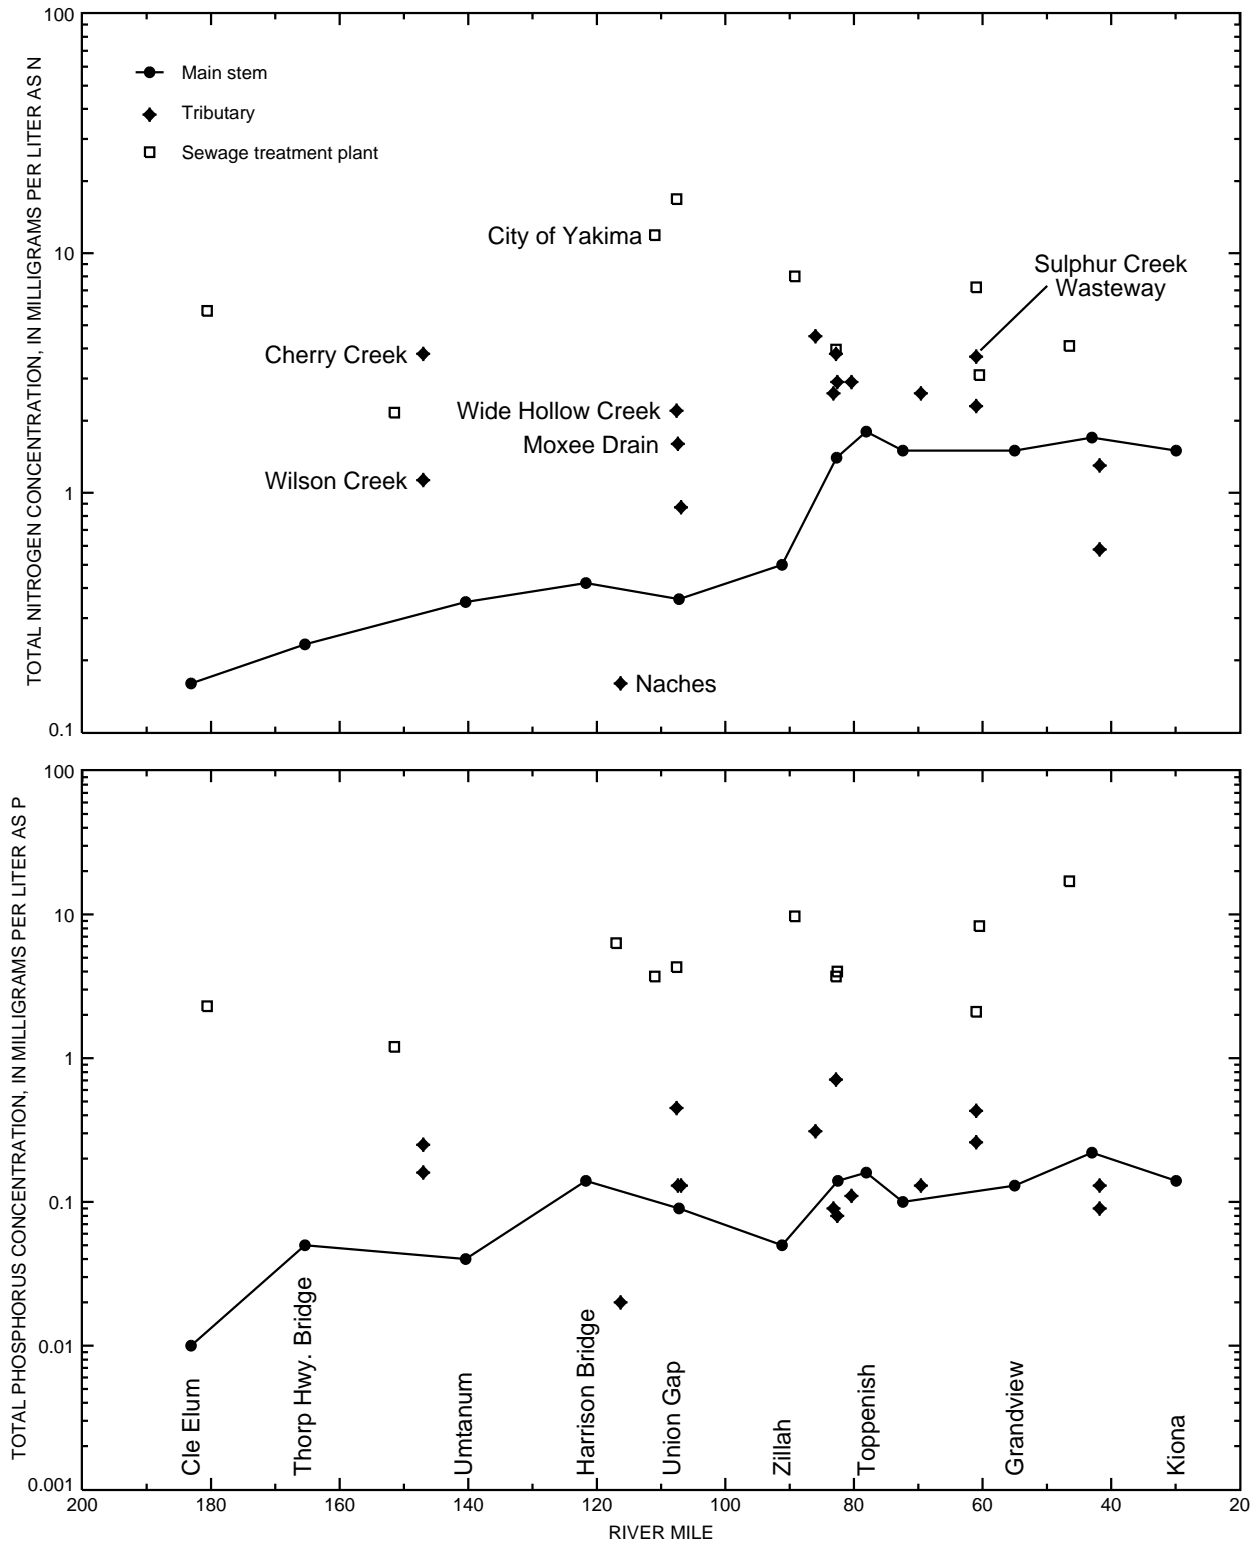 TOTAL NITROGEN CONCENTRATION, IN MILLIGRAMS PER LITER AS N
100
10
1
0.1
Main stem
Tributary
Sewage treatment plant
City of Yakima
Sulphur Creek
Wasteway
Cherry Creek
Wide Hollow Creek
Moxee Drain
Wilson Creek
Naches
TOTAL PHOSPHORUS CONCENTRATION, IN MILLIGRAMS PER LITER AS P
100
10
1
0.1
0.01
0.001
Cle Elum
Thorp Hwy. Bridge
Umtanum
Harrison Bridge
Union Gap
Zillah
Toppenish
Grandview
Kiona
200 180 160 140 120 100 80 60 40 20
RIVER MILE